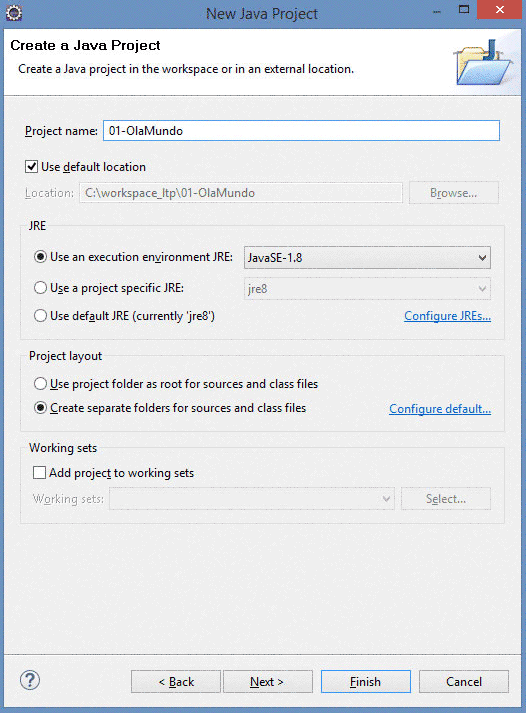 New Java Project
Create a Java Project
Create a Java project in the workspace or in an external location.
Project name: 01-OlaMundo
Use default location
Location: C:\workspace_ltp\01-OlaMundo Browse...
JRE
Use an execution environment JRE: JavaSE-1.8
Use a project specific JRE: jre8
Use default JRE (currently 'jre8') Configure JREs...
Project layout
Use project folder as root for sources and class files
Create separate folders for sources and class files Configure default...
Working sets
Add project to working sets
Working sets: Select...
? < Back Next > Finish Cancel